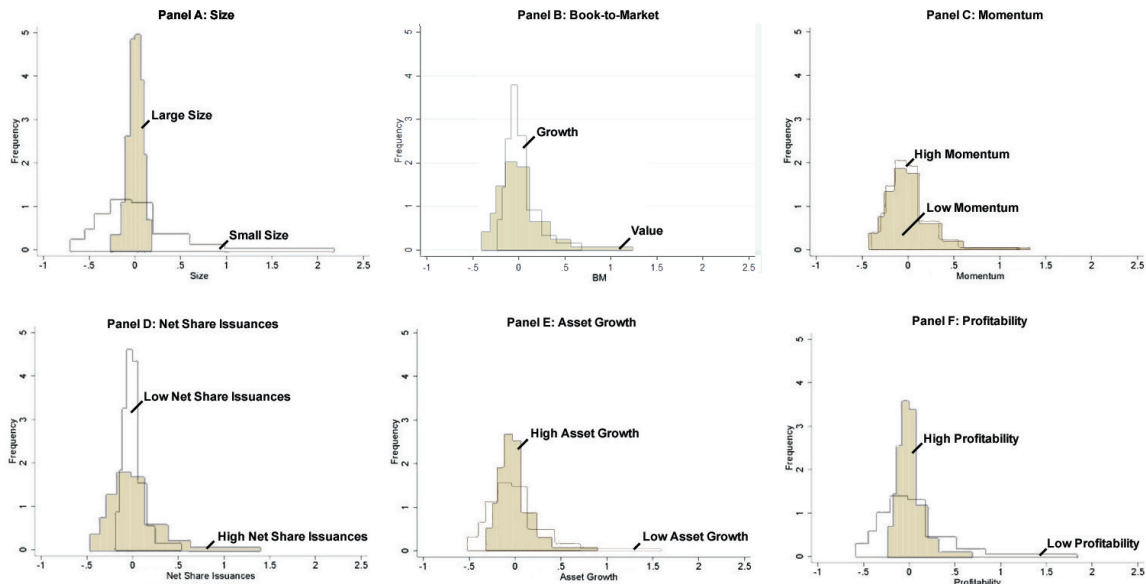 Panel A: Size
5
4
3
2
1
0
Frequency
Large Size
Small Size
-1 -.5 0 .5 1 1.5 2 2.5
Size
Panel B: Book-to-Market
5
4
3
2
1
0
Frequency
Growth
Value
-1 -.5 0 .5 1 1.5 2 2.5
BM
Panel C: Momentum
5
4
3
2
1
0
Frequency
High Momentum
Low Momentum
-1 -.5 0 .5 1 1.5 2 2.5
Momentum
Panel D: Net Share Issuances
5
4
3
2
1
0
Frequency
Low Net Share Issuances
High Net Share Issuances
-1 -.5 0 .5 1 1.5 2 2.5
Net Share Issuances
Panel E: Asset Growth
5
4
3
2
1
0
Frequency
High Asset Growth
Low Asset Growth
-1 -.5 0 .5 1 1.5 2 2.5
Asset Growth
Panel F: Profitability
5
4
3
2
1
0
Frequency
High Profitability
Low Profitability
-1 -.5 0 .5 1 1.5 2 2.5
Profitability